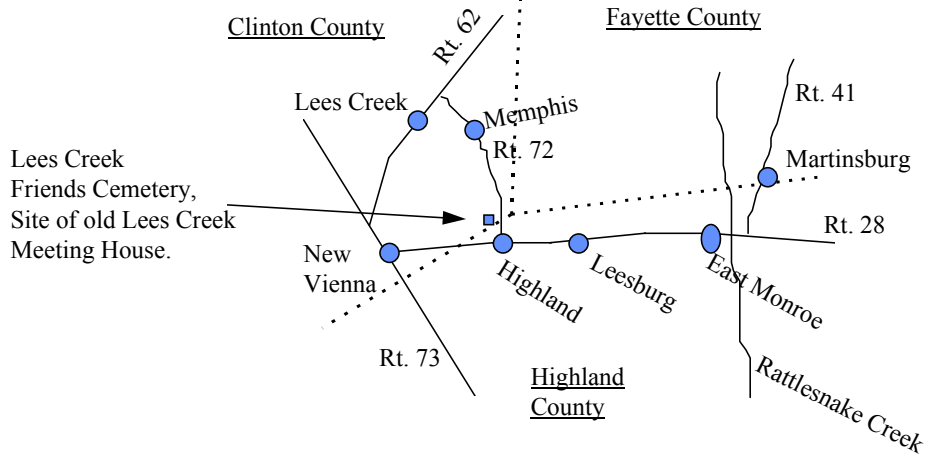 Clinton County
Fayette County
Rt. 62
Rt. 41
Lees Creek
Memphis
Rt. 72
Martinsburg
Lees Creek
Friends Cemetery,
Site of old Lees Creek
Meeting House.
Rt. 28
New
Vienna
Highland
Leesburg
East Monroe
Rt. 73
Highland
County
Rattlesnake Creek